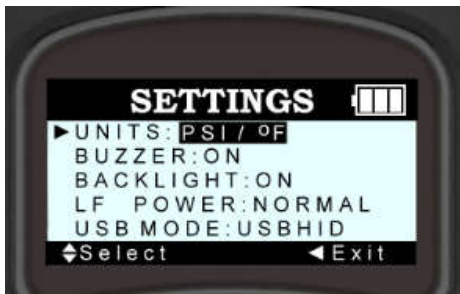 SETTINGS
UNITS: PSI / ºF
BUZZER:ON
BACKLIGHT:ON
LF POWER:NORMAL
USB MODE:USBHID
Select Exit